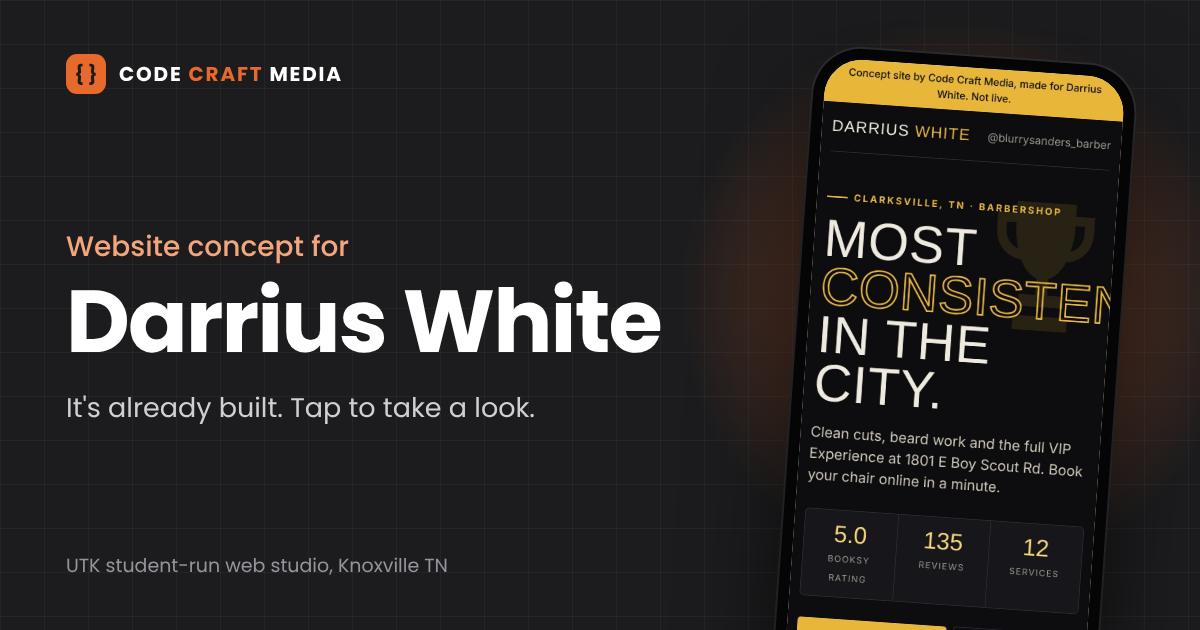 { } CODE CRAFT MEDIA
Website concept for
Darrius White
It's already built. Tap to take a look.
UTK student-run web studio, Knoxville TN
Concept site by Code Craft Media, made for Darrius
White. Not live.
DARRIUS WHITE @blurrysanders_barber
CLARKSVILLE, TN · BARBERSHOP
MOST
CONSISTEN
IN THE
CITY.
Clean cuts, beard work and the full VIP
Experience at 1801 E Boy Scout Rd. Book
your chair online in a minute.
5.0 135 12
BOOKSY REVIEWS SERVICES
RATING